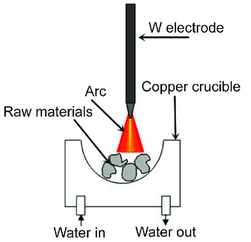 W electrode
Arc
Copper crucible
Raw materials
Water in
Water out